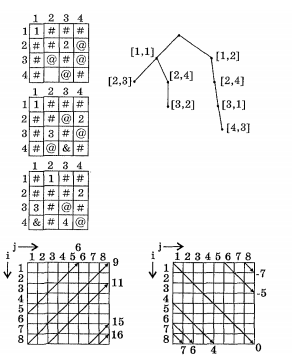 1 2 3 4
1 1 # # #
2 # # 2 @
3 # @ # @
4 # @ #
1 2 3 4
1 1 # # #
2 # # @ 2
3 # 3 # @
4 # @ & #
1 2 3 4
1 # 1 # #
2 # # # 2
3 3 # @ #
4 & # 4 @
[1,1]
[1,2]
[2,3]
[2,4]
[2,4]
[3,2]
[3,1]
[4,3]
j 6
i 1 2 3 4 5 6 7 8 9
1
2
3 11
4
5
6
7 15
8 16
j
i 1 2 3 4 5 6 7 8
1 -7
2
3 -5
4
5
6
7
8
7 6 4 0